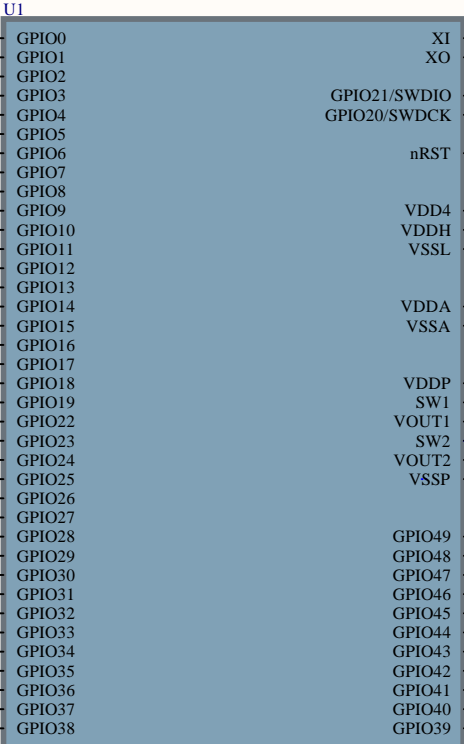 U1
GPIO0 XI
GPIO1 XO
GPIO2
GPIO3 GPIO21/SWDIO
GPIO4 GPIO20/SWDCK
GPIO5
GPIO6 nRST
GPIO7
GPIO8
GPIO9 VDD4
GPIO10 VDDH
GPIO11 VSSL
GPIO12
GPIO13
GPIO14 VDDA
GPIO15 VSSA
GPIO16
GPIO17
GPIO18 VDDP
GPIO19 SW1
GPIO22 VOUT1
GPIO23 SW2
GPIO24 VOUT2
GPIO25 VSSP
GPIO26
GPIO27
GPIO28 GPIO49
GPIO29 GPIO48
GPIO30 GPIO47
GPIO31 GPIO46
GPIO32 GPIO45
GPIO33 GPIO44
GPIO34 GPIO43
GPIO35 GPIO42
GPIO36 GPIO41
GPIO37 GPIO40
GPIO38 GPIO39